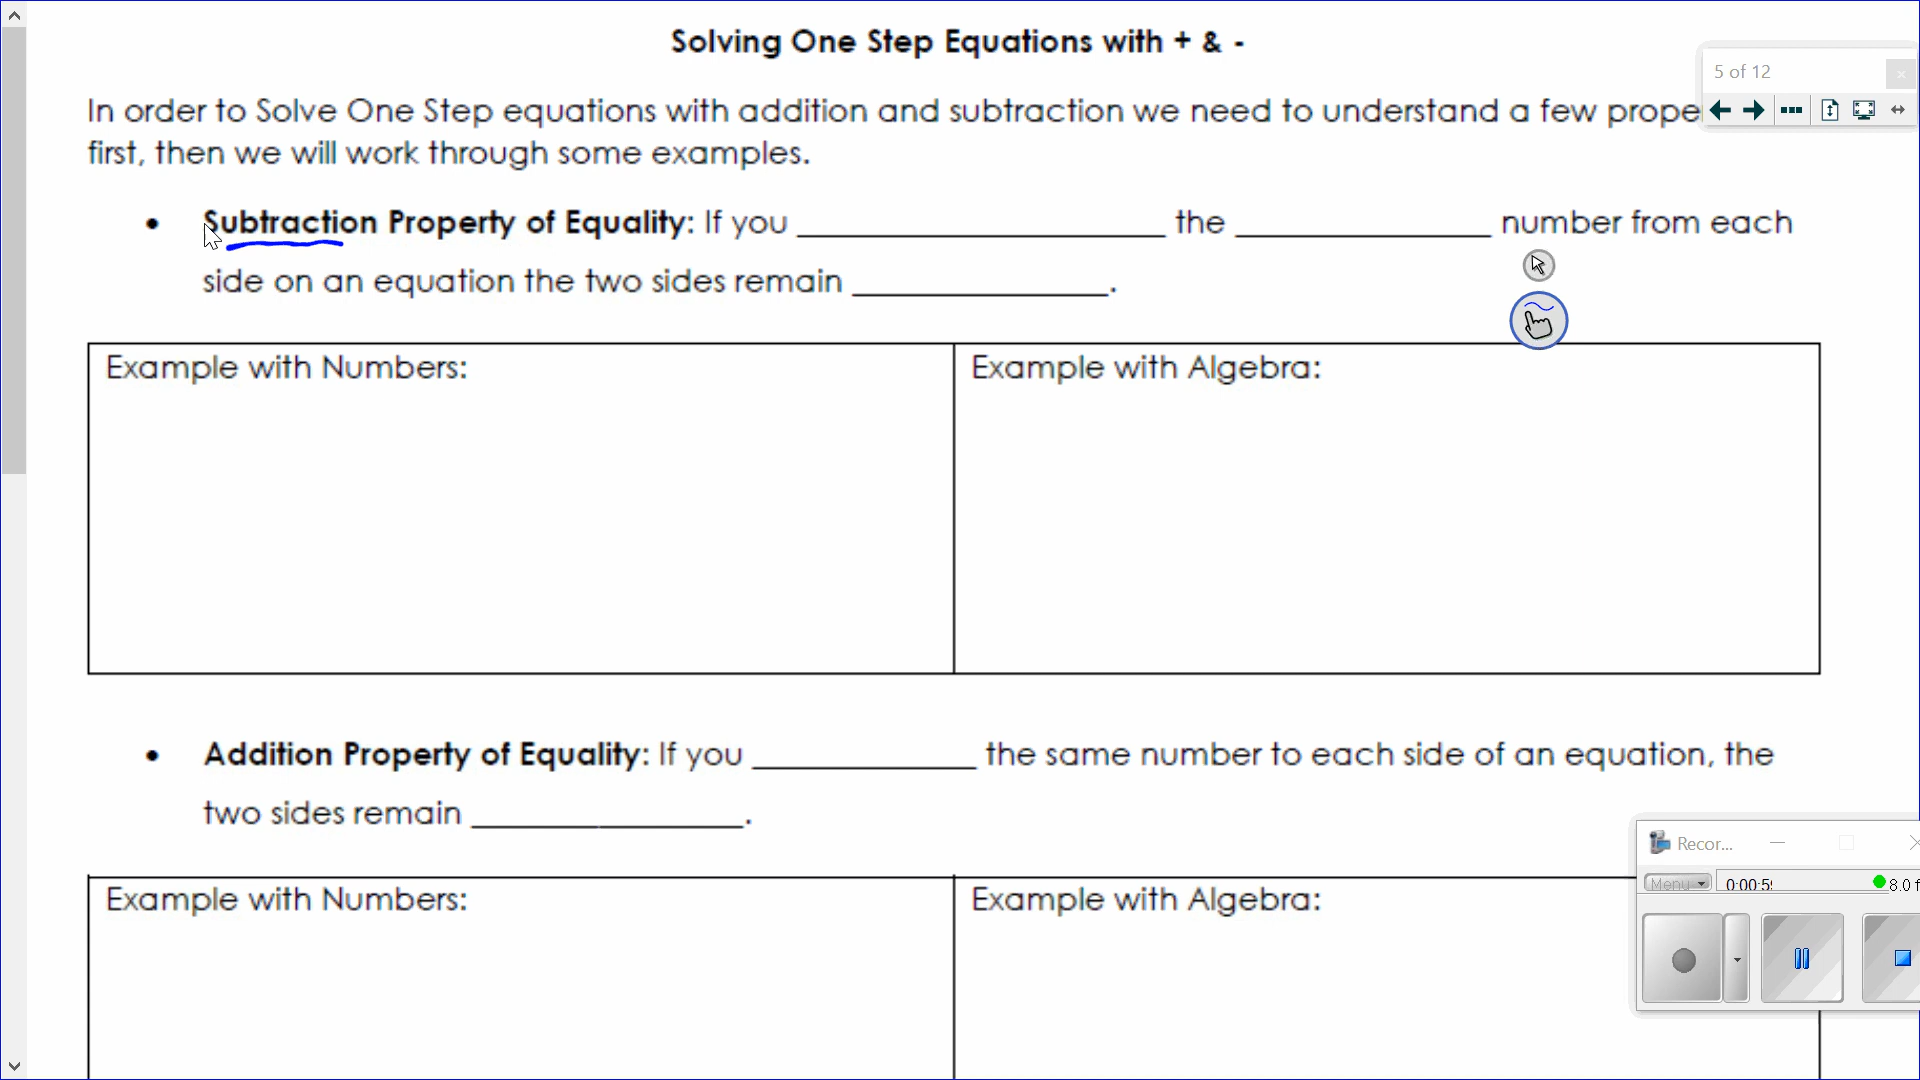 Solving One Step Equations with + & -
5 of 12
In order to Solve One Step equations with addition and subtraction we need to understand a few prope
first, then we will work through some examples.
• Subtraction Property of Equality: If you ____________________ the ______________ number from each
side on an equation the two sides remain ______________.
Example with Numbers:
Example with Algebra:
• Addition Property of Equality: If you ____________ the same number to each side of an equation, the
two sides remain _______________.
Recor...
Menu
0:00:5
8.0 f
Example with Numbers:
Example with Algebra: